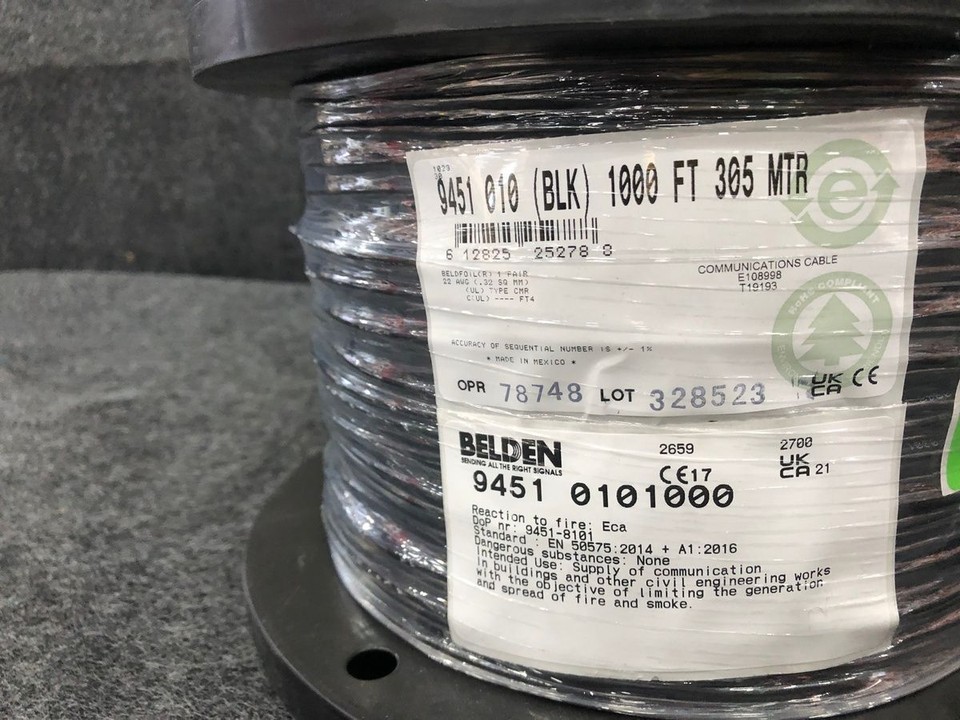 1029
9451 010 (BLK) 1000 FT 305 MTR
e
6 12825 25278 8
BELDFOIL(R) 1 PAIR
22 AWG (.32 SQ MM)
(UL) TYPE CMR
C(UL) ---- FT4
COMMUNICATIONS CABLE
E108998
T19193
RoHS COMPLIANT
ACCURACY OF SEQUENTIAL NUMBER IS +/- 1%
* MADE IN MEXICO *
OPR 78748 LOT 328523
UK CA CE
BELDEN
SENDING ALL THE RIGHT SIGNALS
2659
CE 17
2700
UK CA 21
9451 0101000
Reaction to fire: Eca
DoP nr: 9451-8101
Standard : EN 50575:2014 + A1:2016
Dangerous substances: None
Intended Use: Supply of communication
in buildings and other civil engineering works
with the objective of limiting the generation
and spread of fire and smoke.